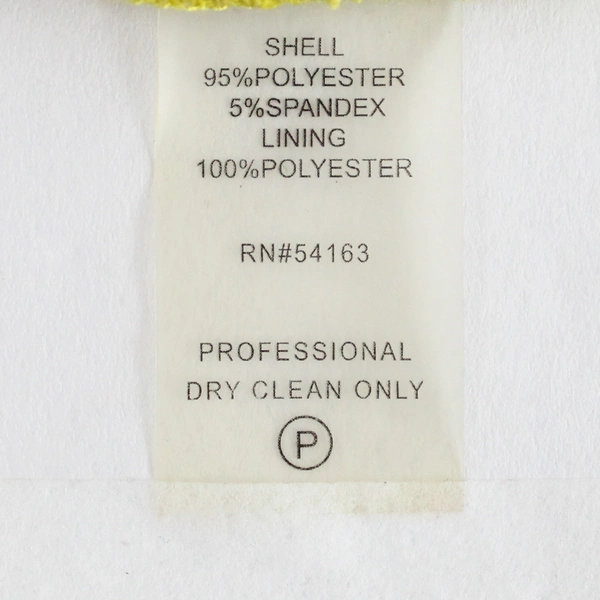 SHELL
95%POLYESTER
5%SPANDEX
LINING
100%POLYESTER
RN#54163
PROFESSIONAL
DRY CLEAN ONLY
P